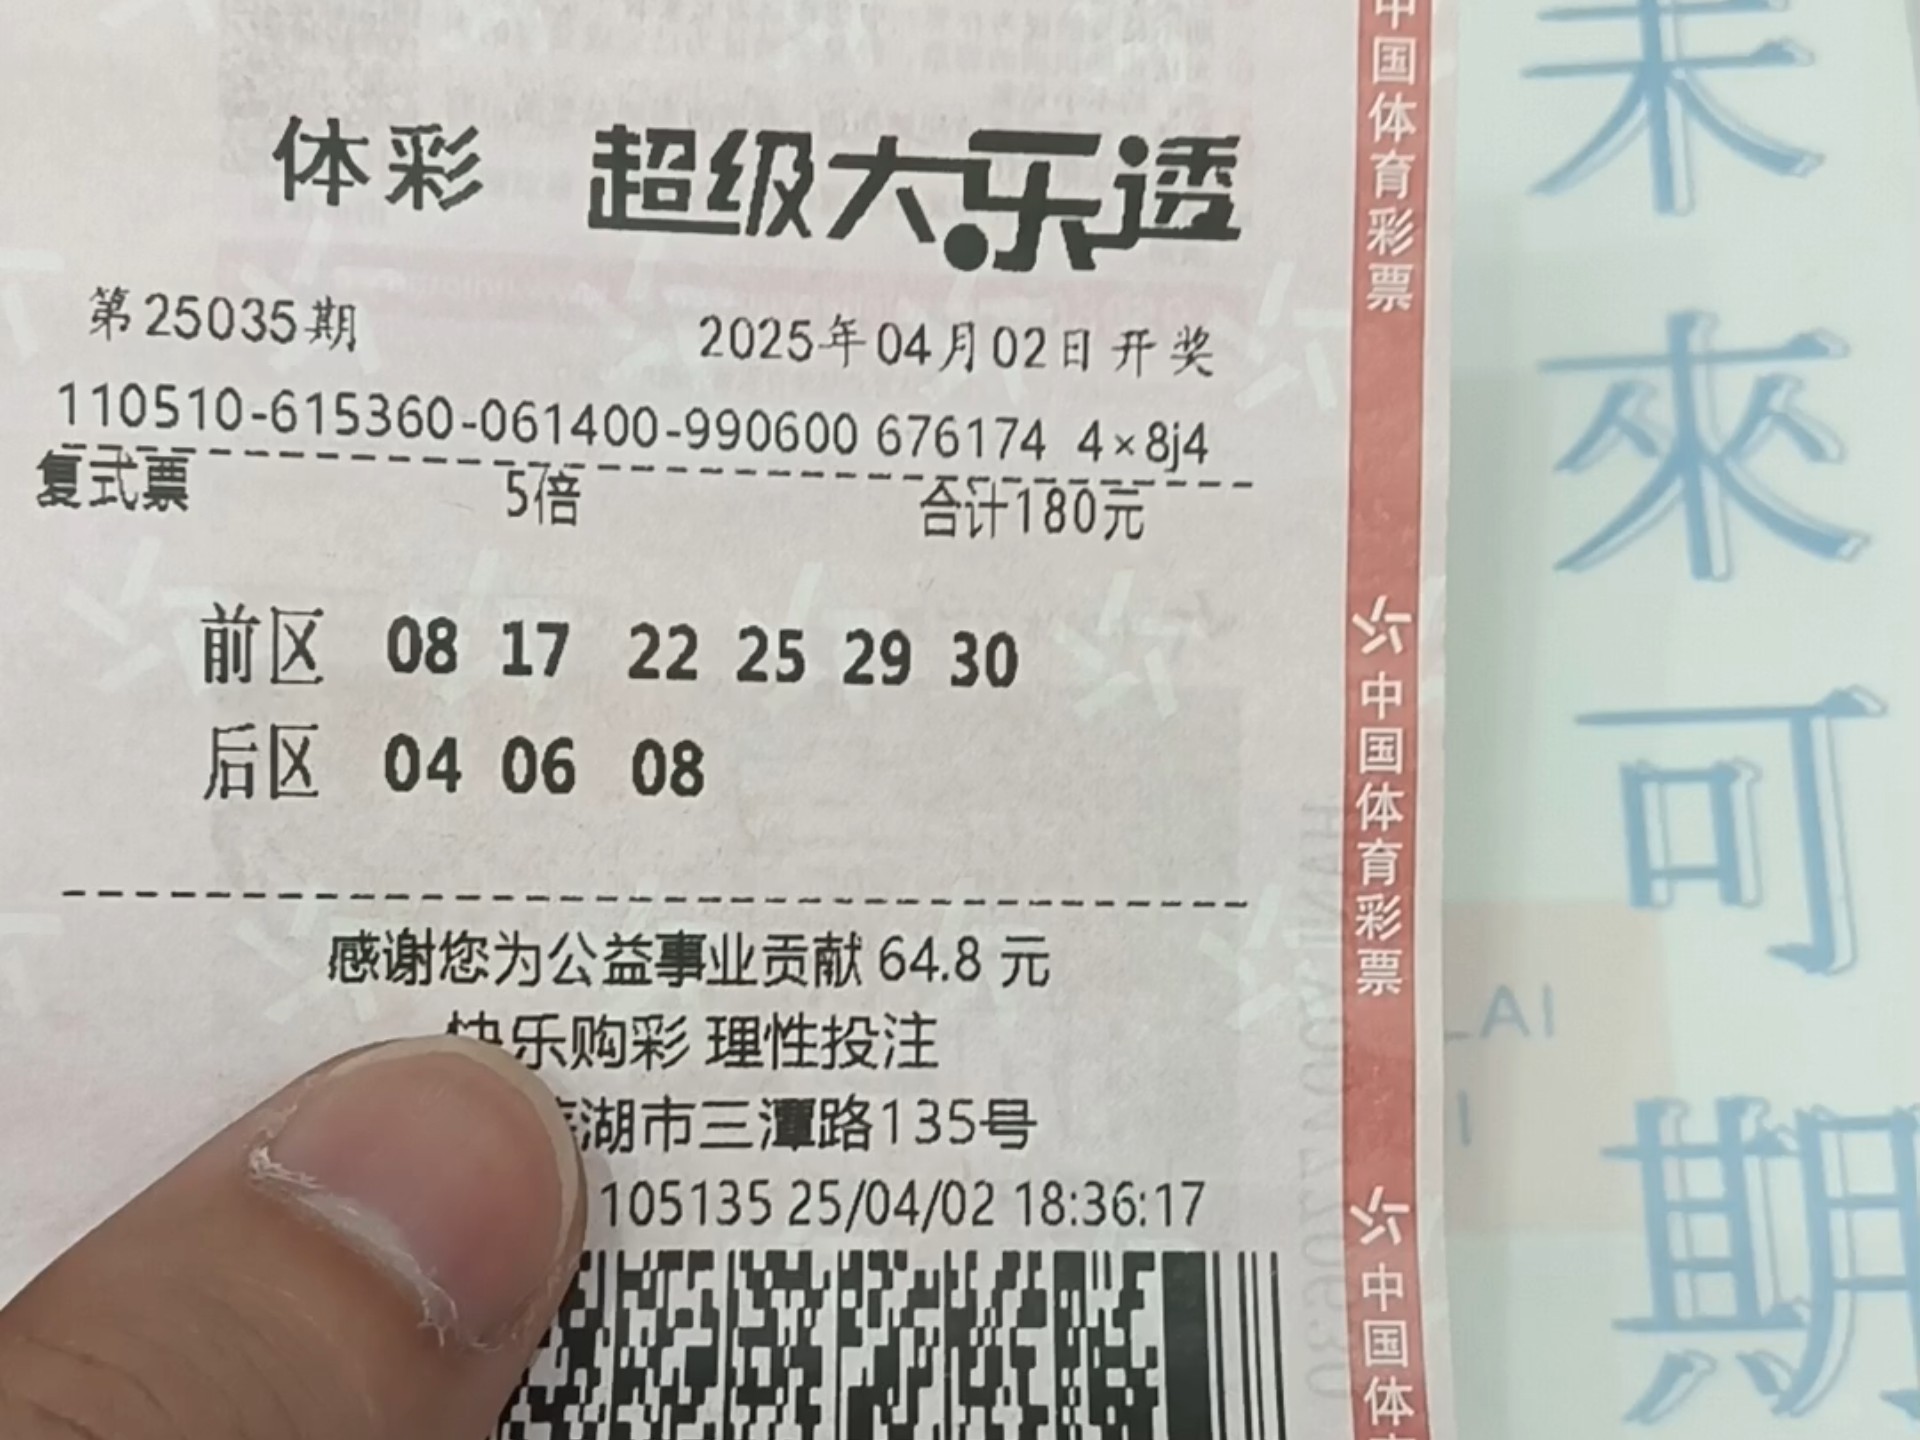 体彩 超级大乐透
第25035期 2025年04月02日开奖
110510-615360-061400-990600 676174 4×8j4
复式票 5倍 合计180元
前区 08 17 22 25 29 30
后区 04 06 08
感谢您为公益事业贡献 64.8 元
快乐购彩 理性投注
湖市三潭路135号
105135 25/04/02 18:36:17
中国体育彩票
中国体育彩票
中国体
未來可期